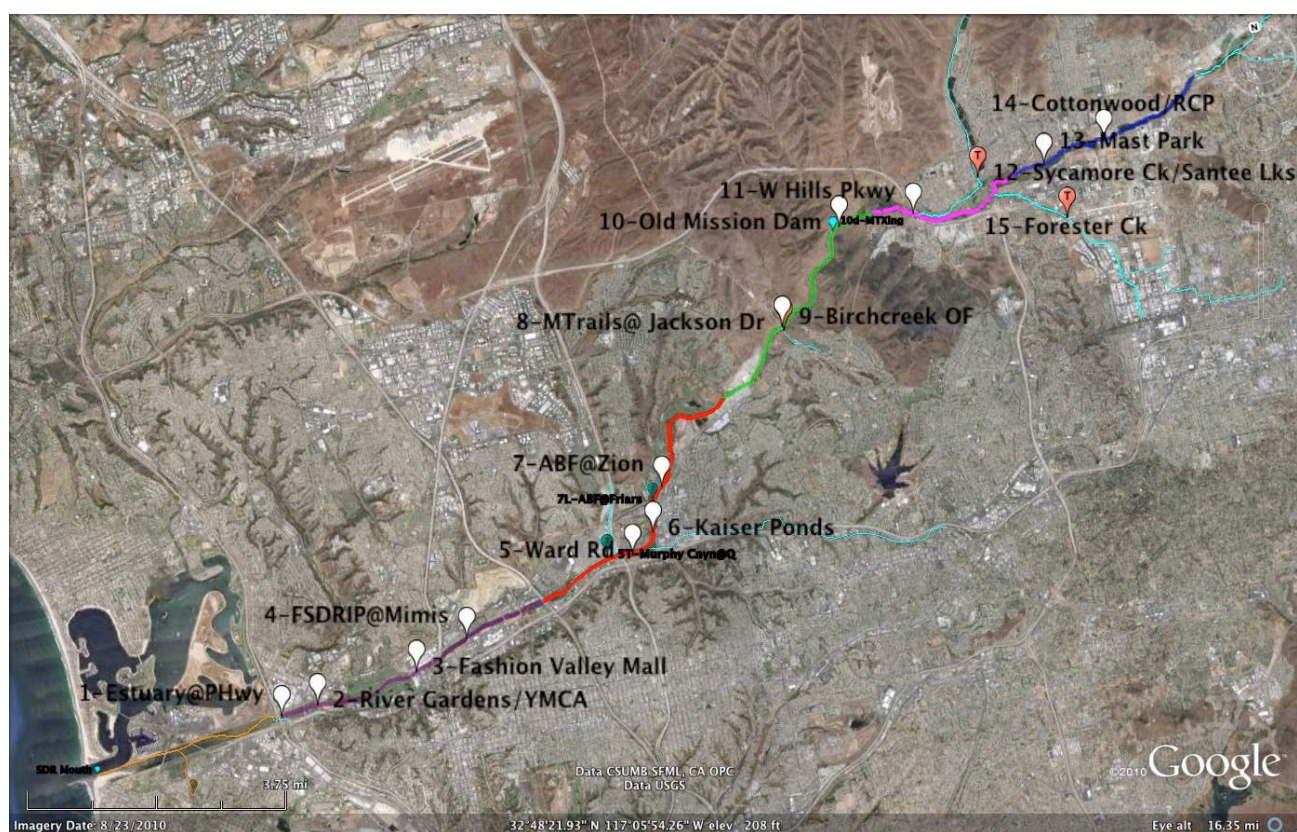 N
14-Cottonwood/RCP
13-Mast Park
T
12-Sycamore Ck/Santee Lks
11-W Hills Pkwy
T
10-Old Mission Dam
10d-MTXing
15-Forester Ck
8-MTrails@ Jackson Dr
9-Birchcreek OF
7-ABF@Zion
7L-ABF@Friars
6-Kaiser Ponds
5-Ward Rd
5T-Murphy Cnyn@Q
4-FSDRIP@Mimis
3-Fashion Valley Mall
1-Estuary@PHwy
2-River Gardens/YMCA
SDR Mouth
3.75 mi
Data CSUMB SFML, CA OPC
Data USGS
©2010 Google
Imagery Date: 8/23/2010
32°48'21.93" N 117°05'54.26" W elev 208 ft
Eye alt 16.35 mi